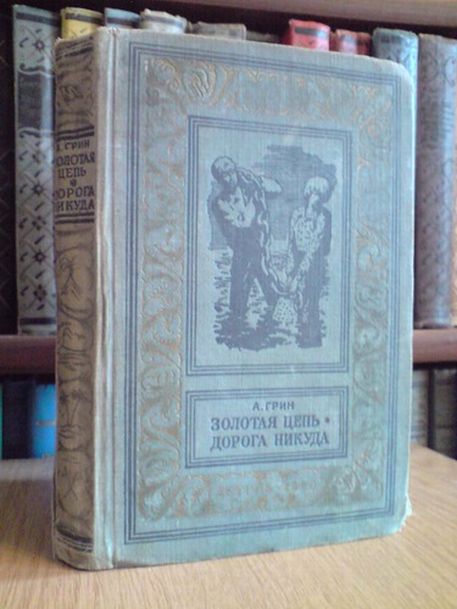 А. ГРИН
ЗОЛОТАЯ
ЦЕПЬ
ДОРОГА
НИКУДА
А. ГРИН
ЗОЛОТАЯ ЦЕПЬ *
ДОРОГА НИКУДА